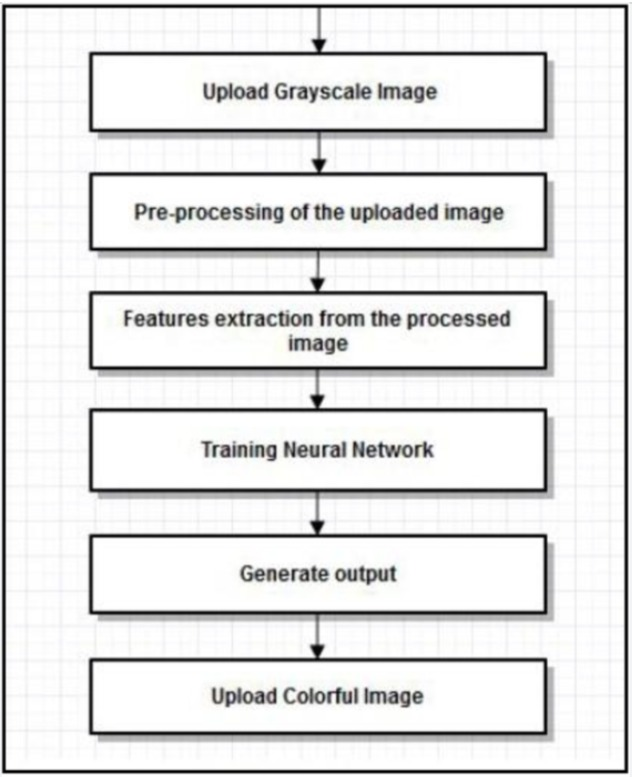 Upload Grayscale Image
Pre-processing of the uploaded image
Features extraction from the processed
image
Training Neural Network
Generate output
Upload Colorful Image